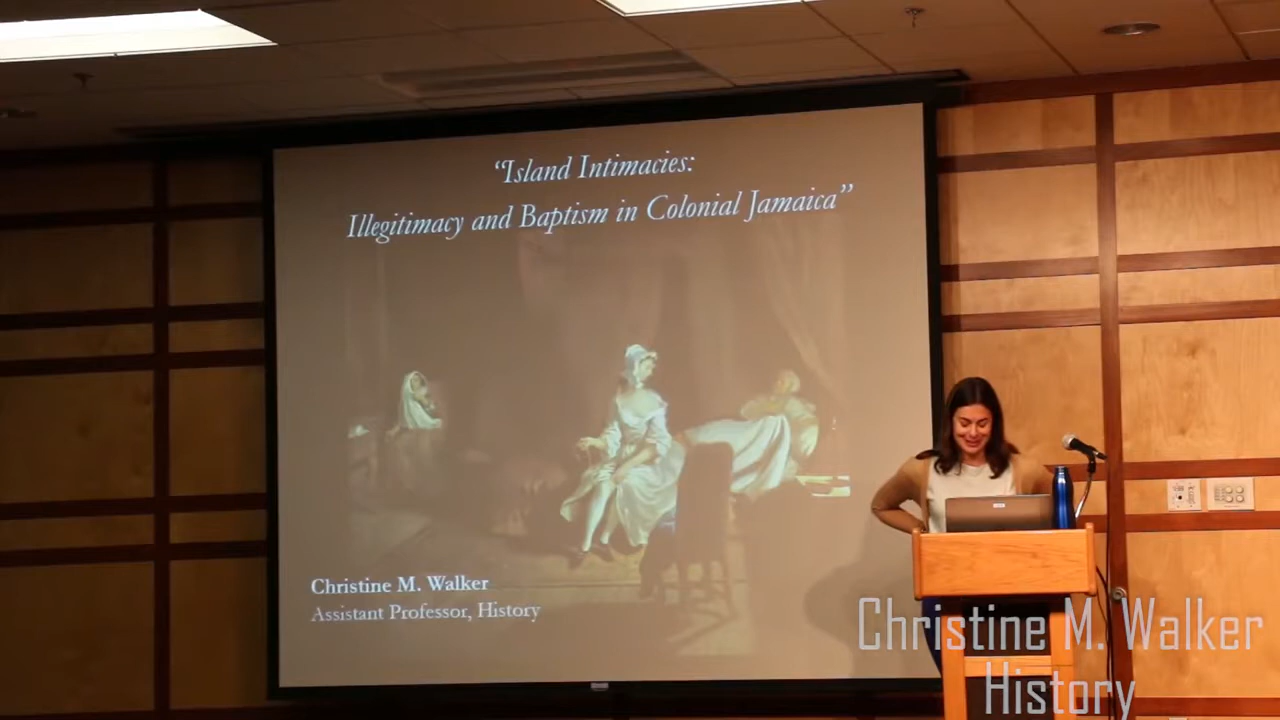 “Island Intimacies:
Illegitimacy and Baptism in Colonial Jamaica”
Christine M. Walker
Assistant Professor, History
Christine M. Walker
History